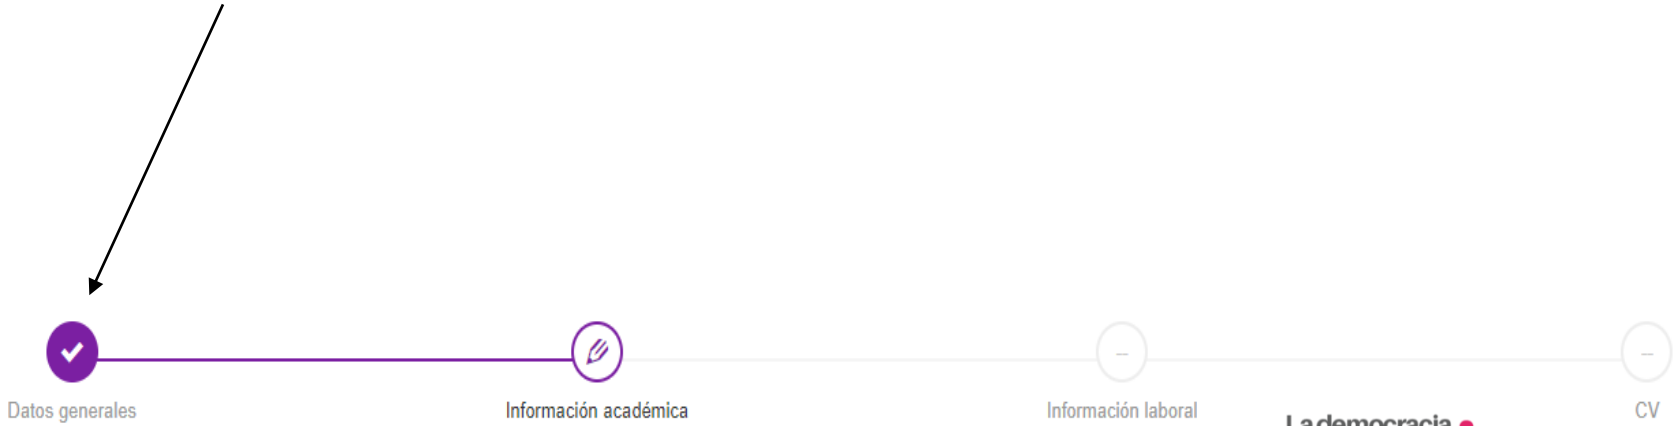 Datos generales
Información académica
Información laboral
CV
La democracia